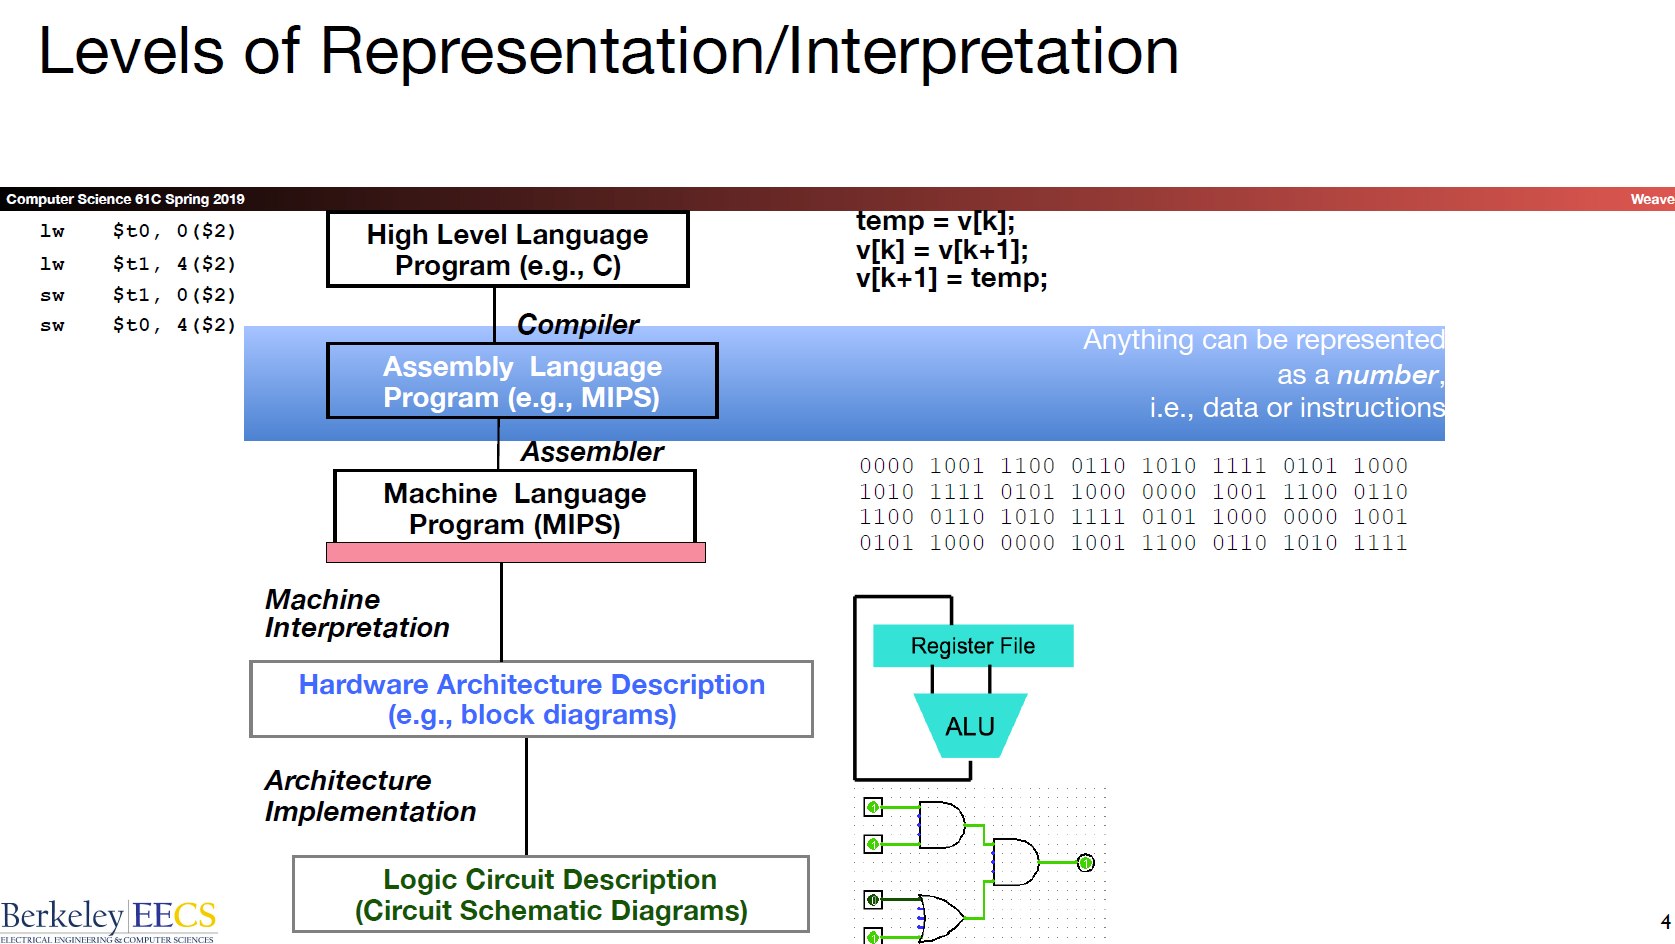 Levels of Representation/Interpretation
Computer Science 61C Spring 2019
Weave
lw $t0, 0($2)
lw $t1, 4($2)
sw $t1, 0($2)
sw $t0, 4($2)
High Level Language
Program (e.g., C)
temp = v[k];
v[k] = v[k+1];
v[k+1] = temp;
Compiler
Assembly Language
Program (e.g., MIPS)
Anything can be represented
as a number,
i.e., data or instructions
Assembler
Machine Language
Program (MIPS)
0000 1001 1100 0110 1010 1111 0101 1000
1010 1111 0101 1000 0000 1001 1100 0110
1100 0110 1010 1111 0101 1000 0000 1001
0101 1000 0000 1001 1100 0110 1010 1111
Machine
Interpretation
Register File
ALU
Hardware Architecture Description
(e.g., block diagrams)
Architecture
Implementation
Logic Circuit Description
(Circuit Schematic Diagrams)
Berkeley EECS
ELECTRICAL ENGINEERING & COMPUTER SCIENCES
4